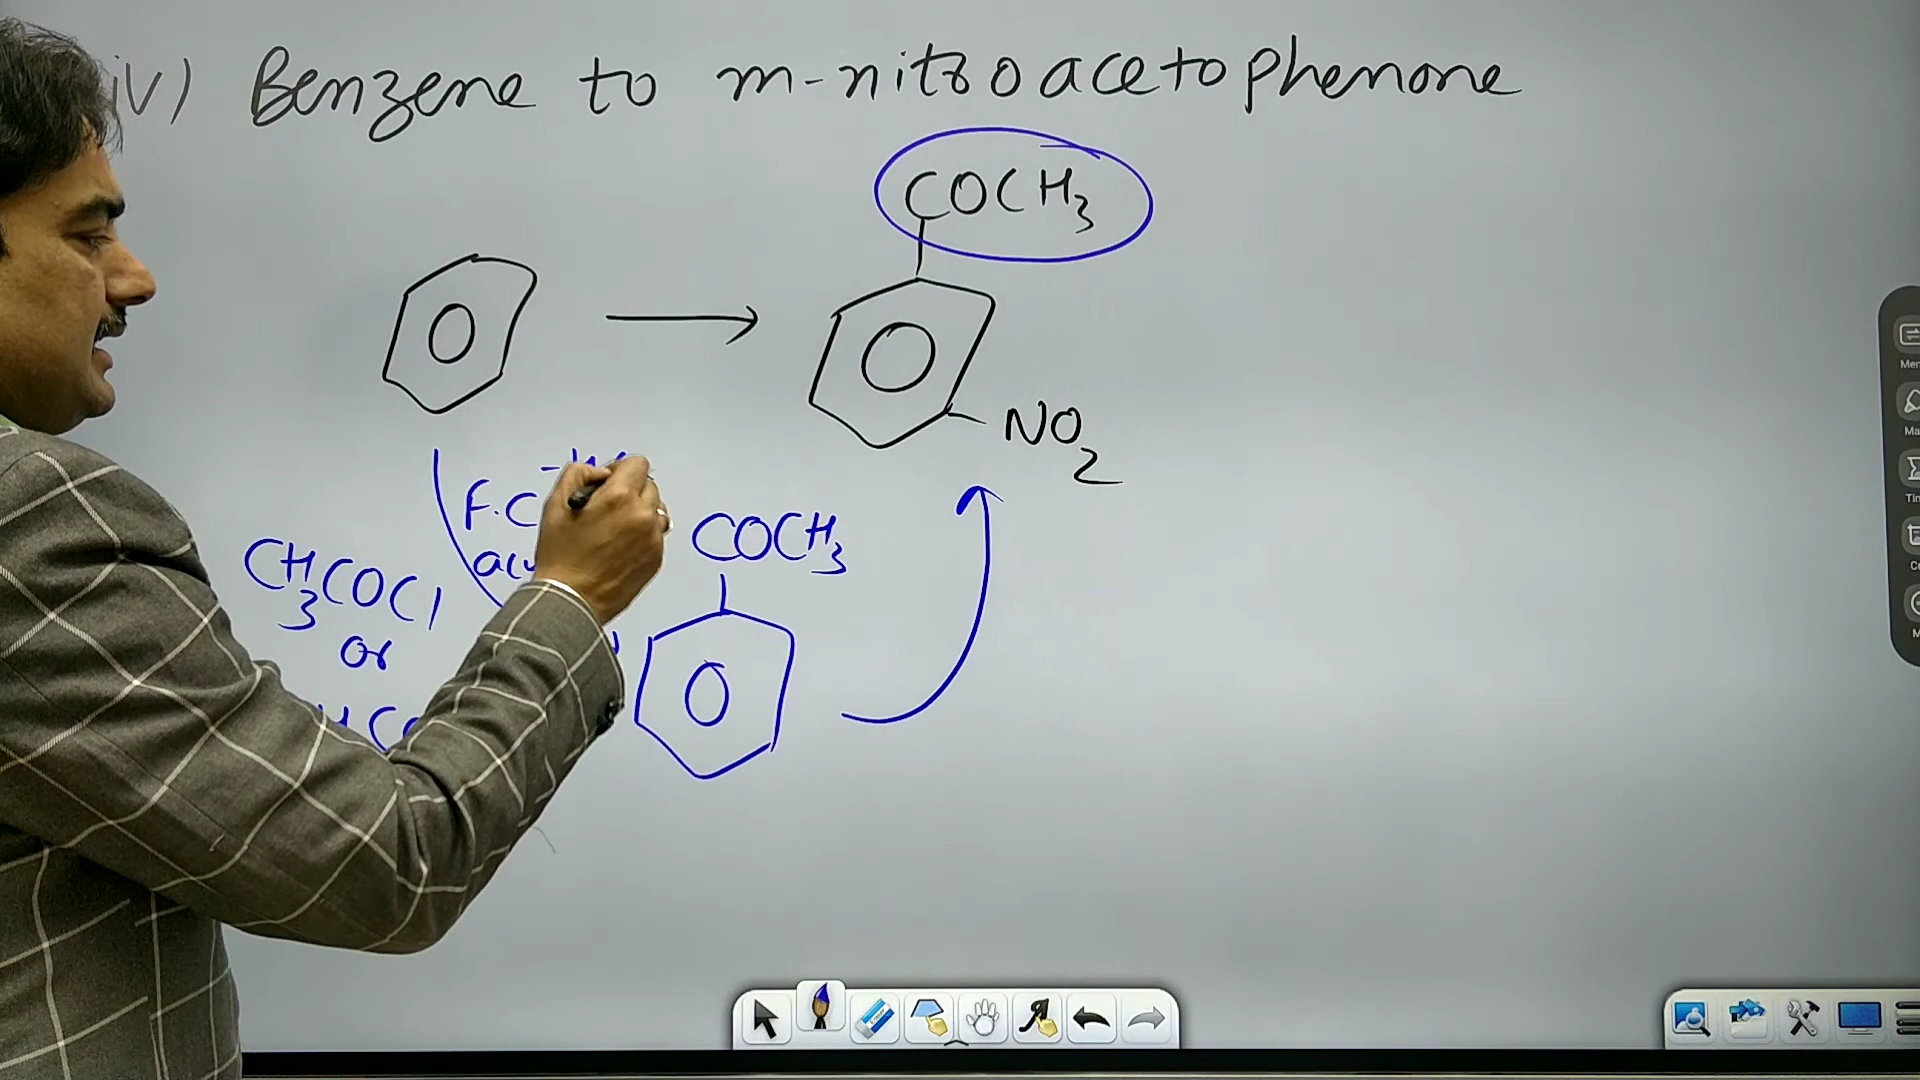 iv) Benzene to m-nitroacetophenone
COCH3
NO2
F.C
COCH3
CH3COCl
or